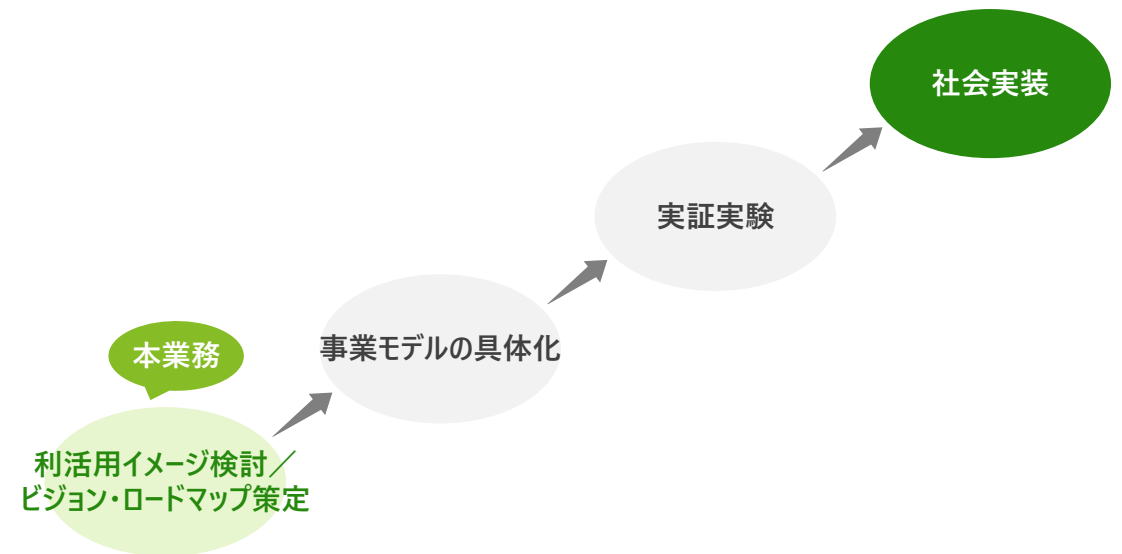 社会実装
実証実験
事業モデルの具体化
本業務
利活用イメージ検討／
ビジョン・ロードマップ策定